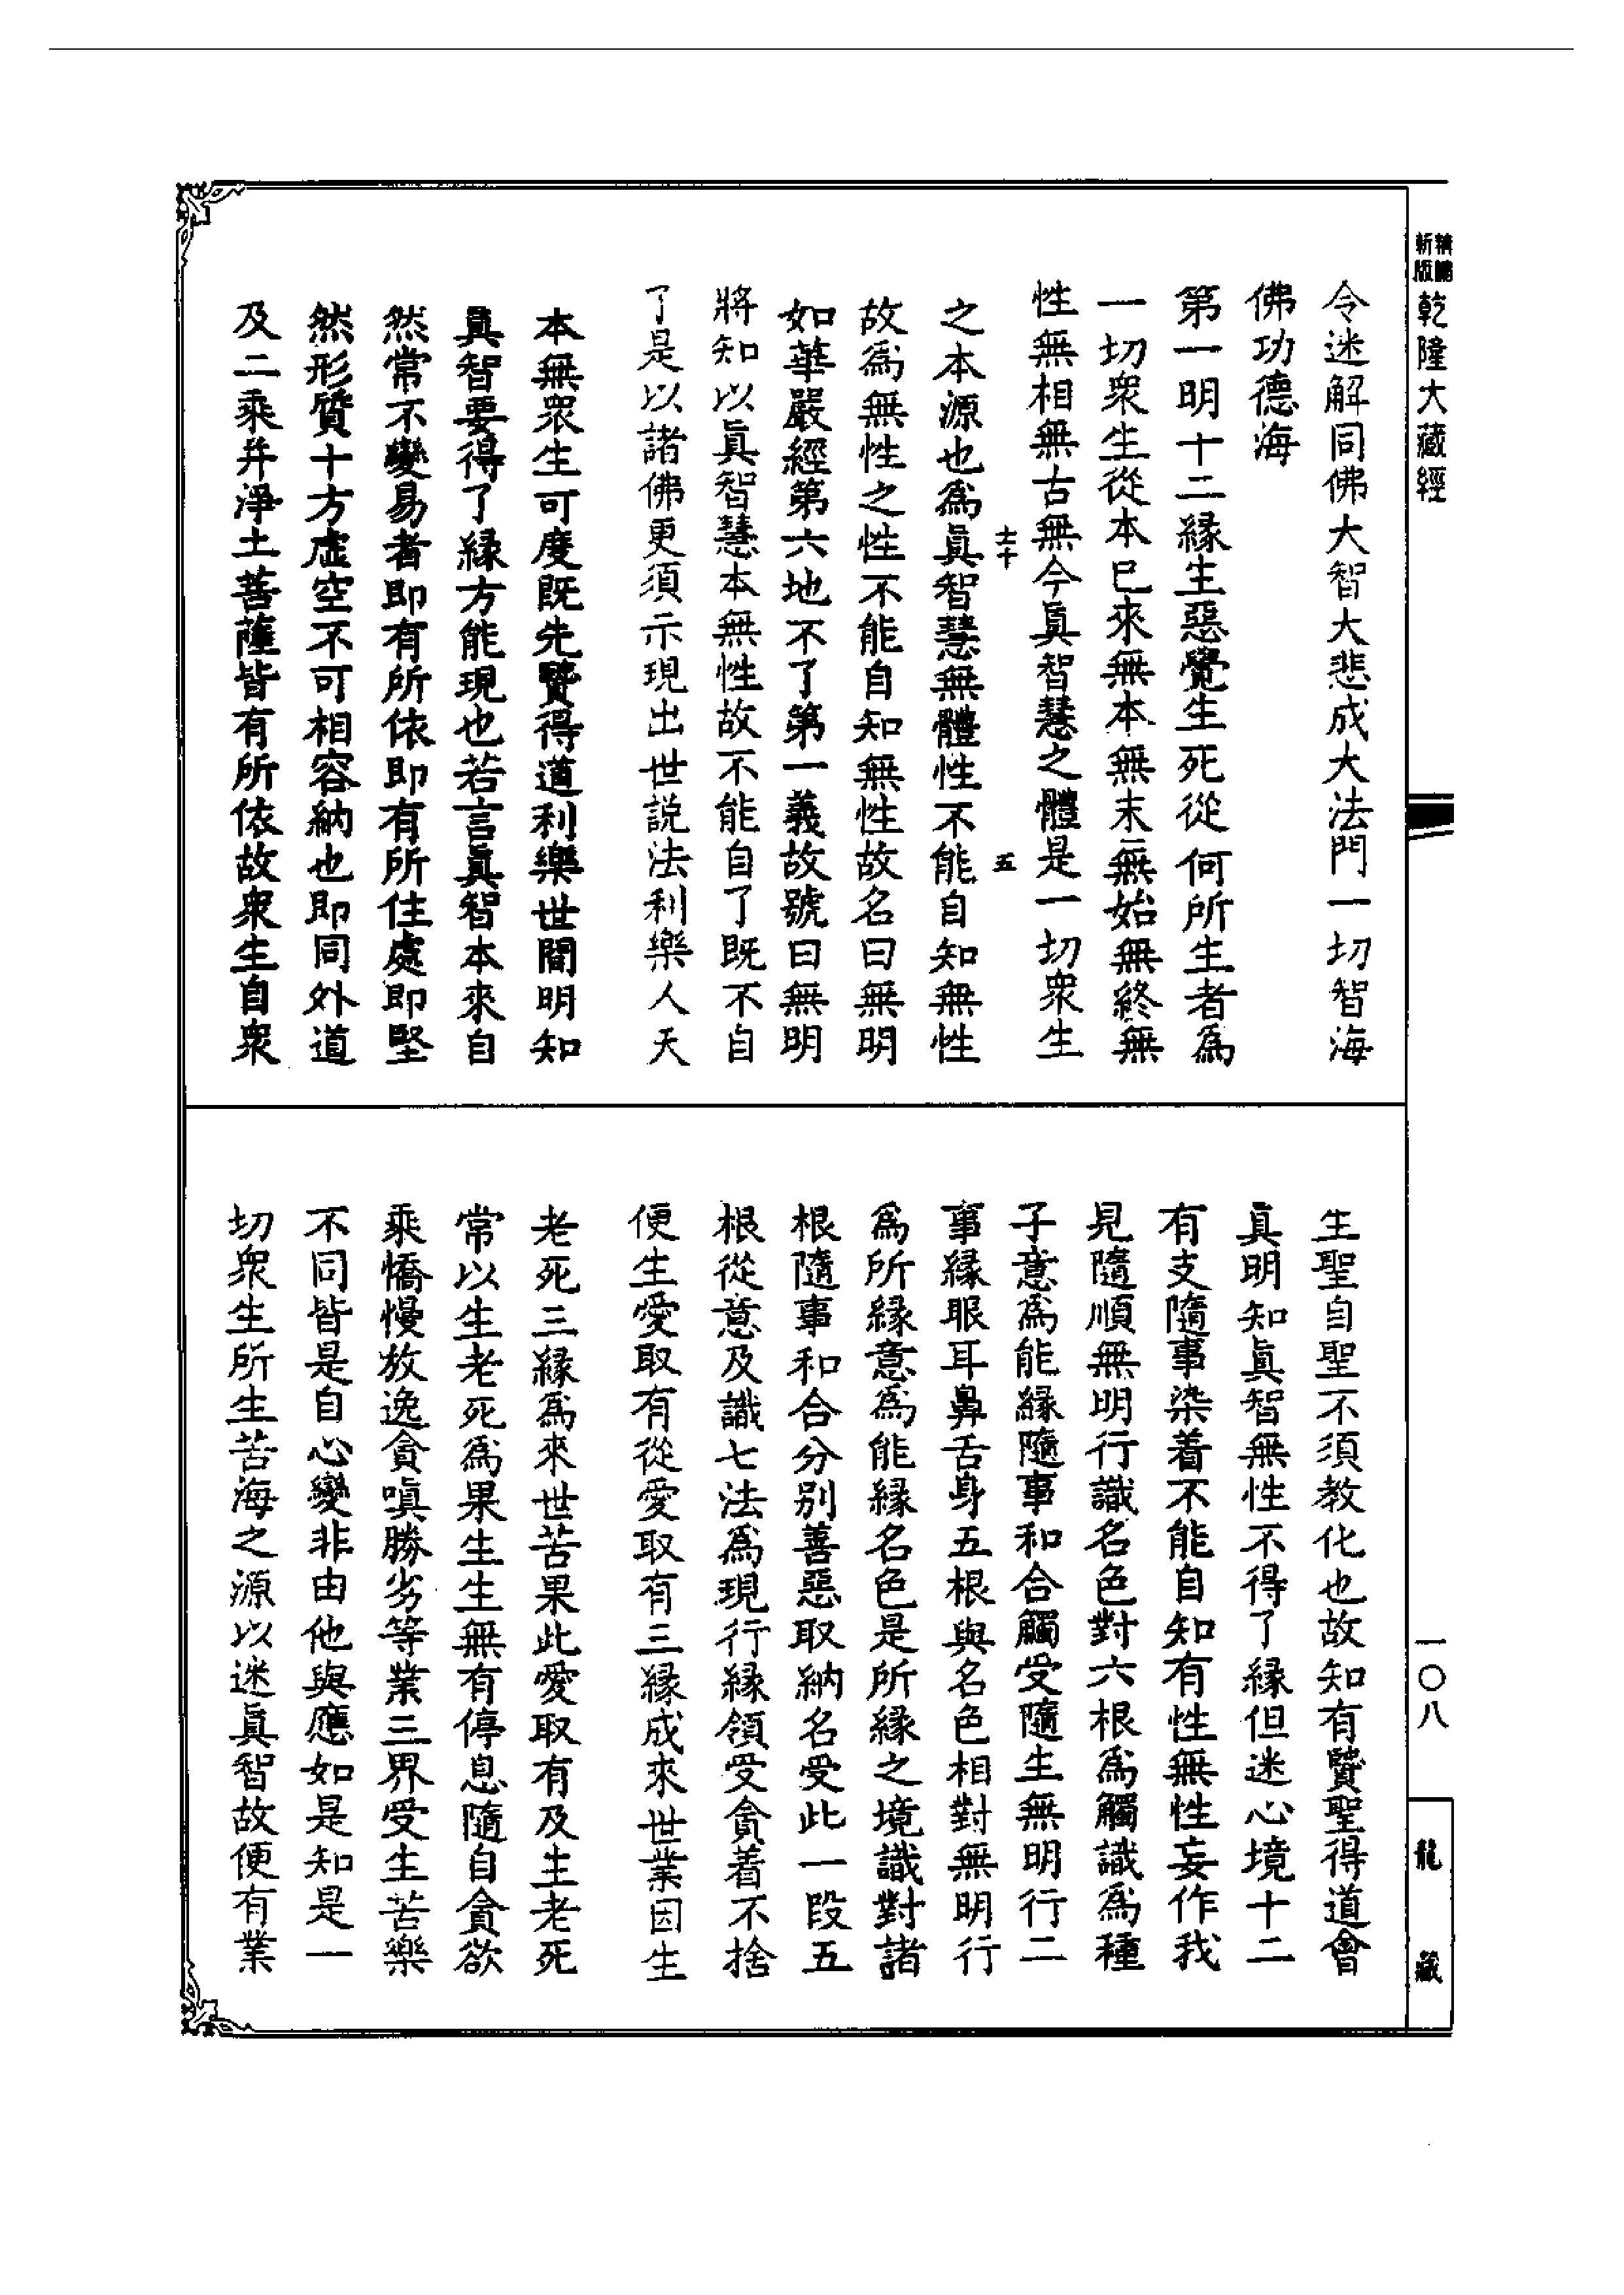 新版
精縮
乾隆大藏經
一〇八
龍藏
令迷解同佛大智大悲成大法門一切智海
佛功德海
第一明十二緣生惡覺生死從何所生者為
一切衆生從本已來無本無末無始無終無
性無相無古無今真智慧之體是一切衆生
十五
之本源也為真智慧無體性不能自知無性
故為無性之性不能自知無性故名曰無明
如華嚴經第六地不了第一義故號曰無明
將知以真智慧本無性故不能自了既不自
了是以諸佛更須示現出世説法利樂人天
本無衆生可度既先賢得道利樂世間明知
真智要得了緣方能現也若言真智本來自
然常不變易者即有所依即有所住處即堅
然形質十方虛空不可相容納也即同外道
及二乘并淨土菩薩皆有所依故衆生自衆
生聖自聖不須教化也故知有賢聖得道會
真明知真智無性不得了緣但迷心境十二
有支隨事染着不能自知有性無性妄作我
見隨順無明行識名色對六根為觸識為種
子意為能緣隨事和合觸受隨生無明行二
事緣眼耳鼻舌身五根與名色相對無明行
為所緣意為能緣名色是所緣之境識對諸
根隨事和合分別善惡取納名受此一段五
根從意及識七法為現行緣領受貪着不捨
便生愛取有從愛取有三緣成來世業因生
老死三緣為來世苦果此愛取有及生老死
常以生老死為果生生無有停息隨自貪欲
乘憍慢放逸貪嗔勝劣等業三界受生苦樂
不同皆是自心變非由他與應如是知是一
切衆生所生苦海之源以迷真智故便有業